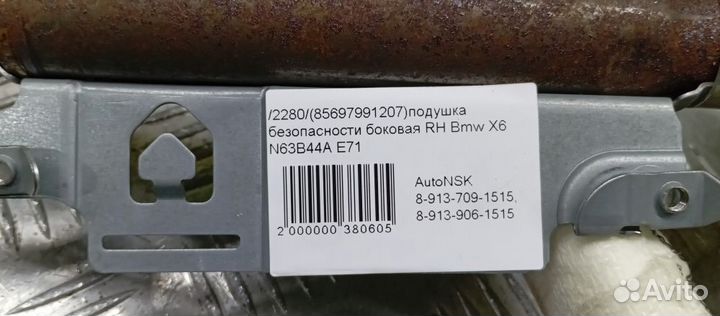 /2280/(85697991207)подушка
безопасности боковая RH Bmw X6
N63B44A E71
AutoNSK
8-913-709-1515,
8-913-906-1515
2 000000 380605
Avito